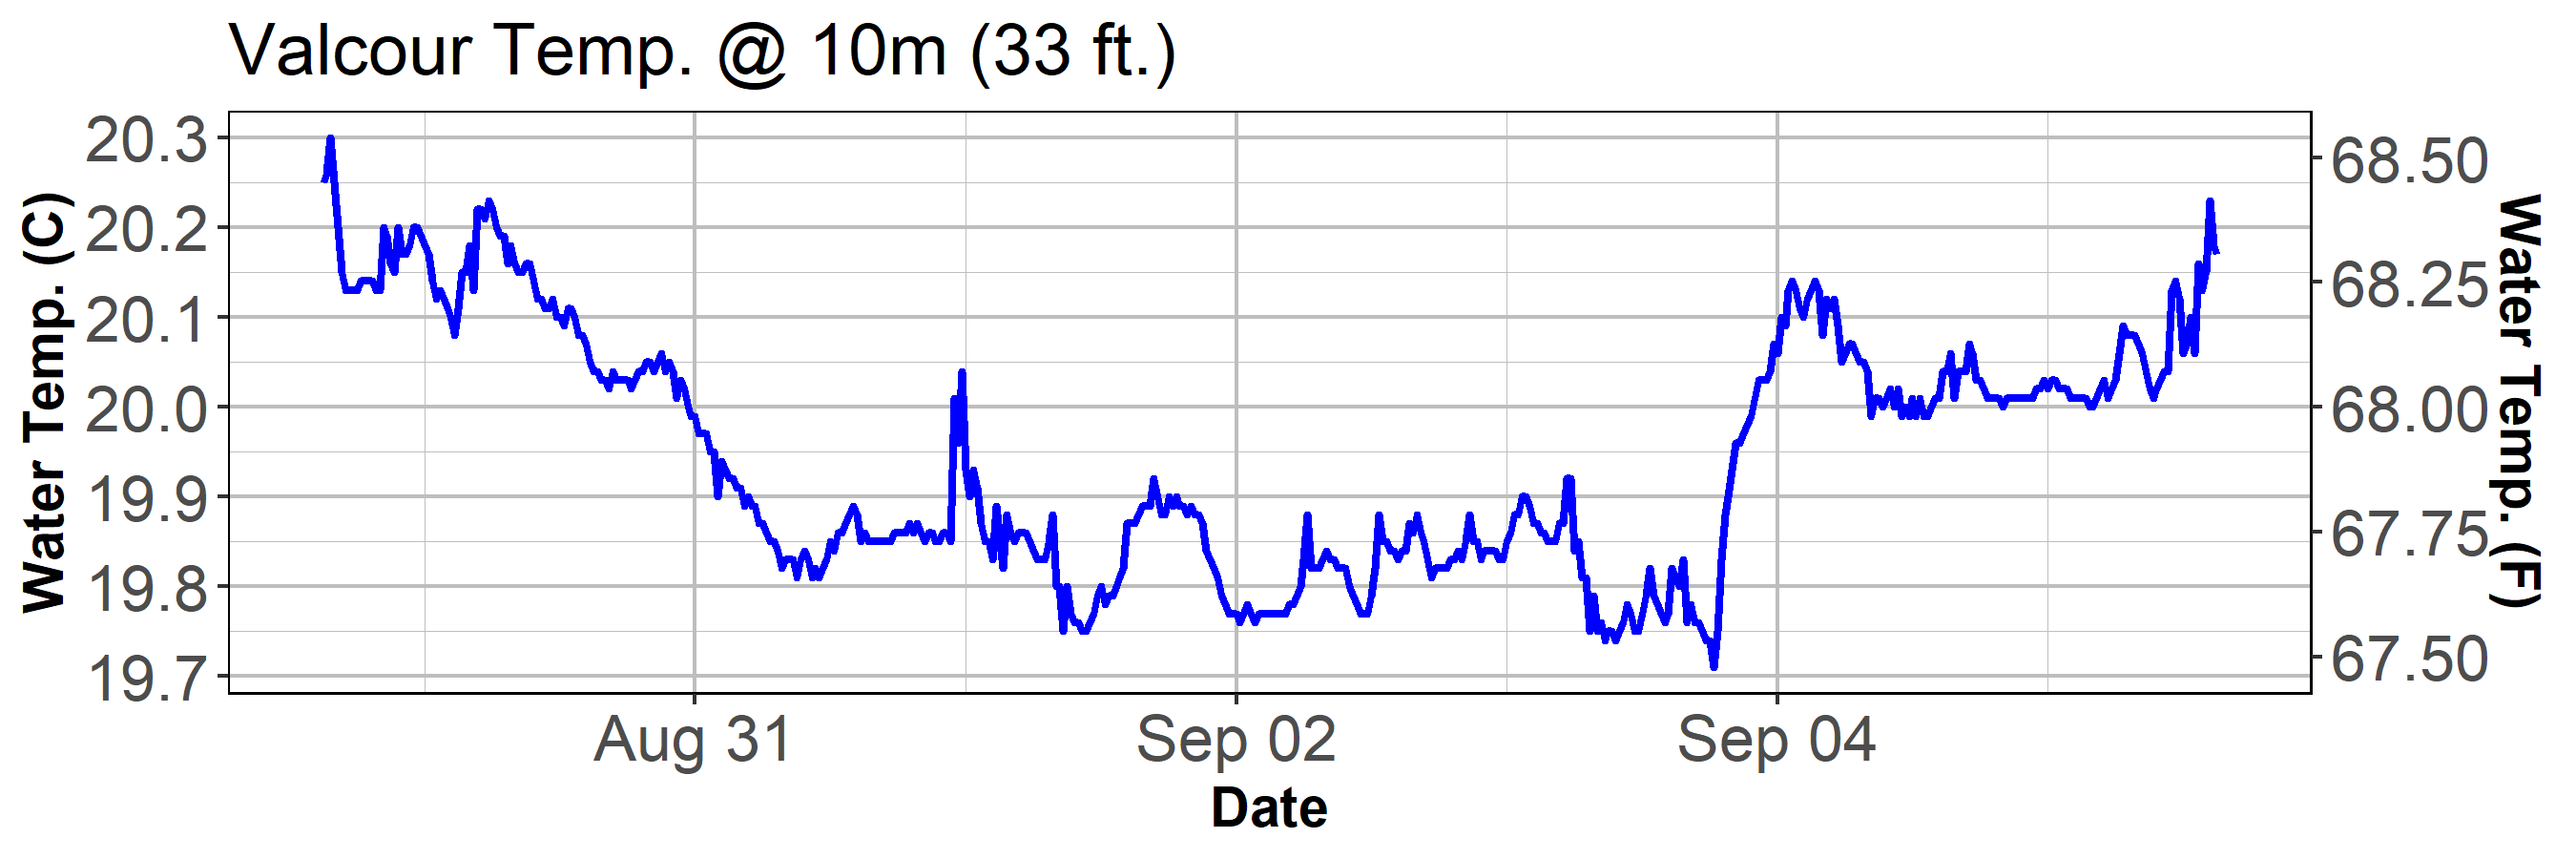 Valcour Temp. @ 10m (33 ft.)
Water Temp. (C)
20.3
20.2
20.1
20.0
19.9
19.8
19.7
68.50
68.25
68.00
67.75
67.50
Water Temp. (F)
Aug 31
Sep 02
Sep 04
Date